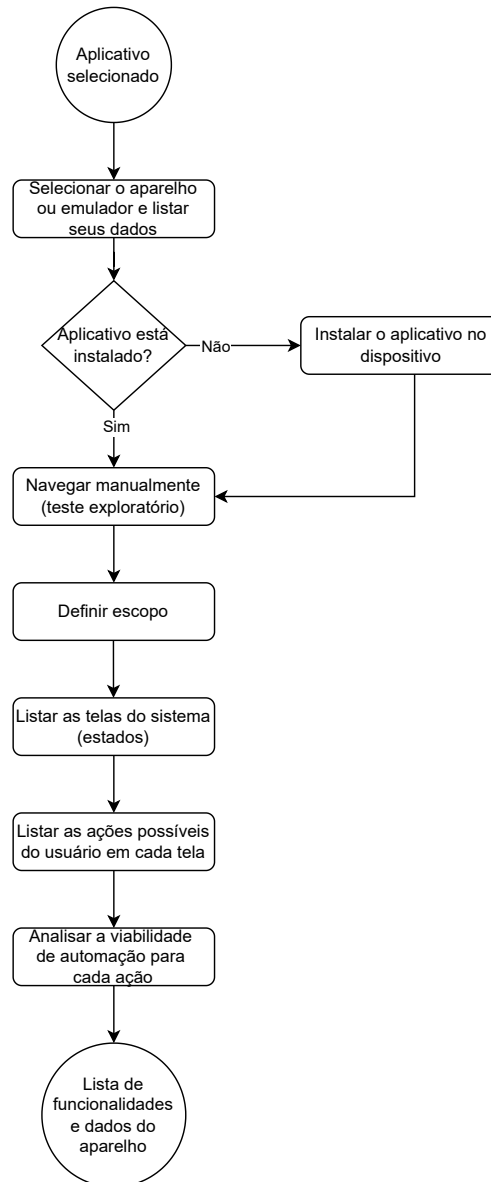 Aplicativo
selecionado
Selecionar o aparelho
ou emulador e listar
seus dados
Aplicativo está
instalado?
Não
Instalar o aplicativo no
dispositivo
Sim
Navegar manualmente
(teste exploratório)
Definir escopo
Listar as telas do sistema
(estados)
Listar as ações possíveis
do usuário em cada tela
Analisar a viabilidade
de automação para
cada ação
Lista de
funcionalidades
e dados do
aparelho